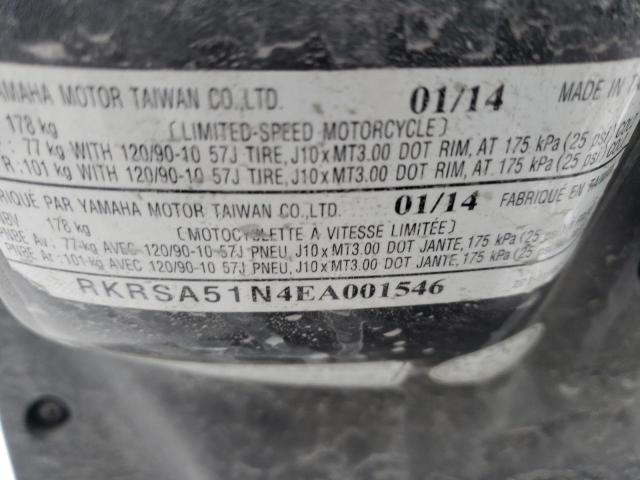 YAMAHA MOTOR TAIWAN CO.,LTD. 01/14 MADE IN
178 kg (LIMITED-SPEED MOTORCYCLE)
77 kg WITH 120/90-10 57J TIRE, J10 x MT3.00 DOT RIM, AT 175 kPa (25 psi)
R.: 101 kg WITH 120/90-10 57J TIRE, J10 x MT3.00 DOT RIM, AT 175 kPa (25 psi)
PAR YAMAHA MOTOR TAIWAN CO.,LTD. 01/14 FABRIQUÉ EN
178 kg (MOTOCYCLETTE À VITESSE LIMITÉE)
PNBE Av.: 77 kg AVEC 120/90-10 57J PNEU, J10 x MT3.00 DOT JANTE, 175 kPa (25
PNBE Ar.: 101 kg AVEC 120/90-10 57J PNEU, J10 x MT3.00 DOT JANTE, 175 kPa (25
RKRSA51N4EA001546